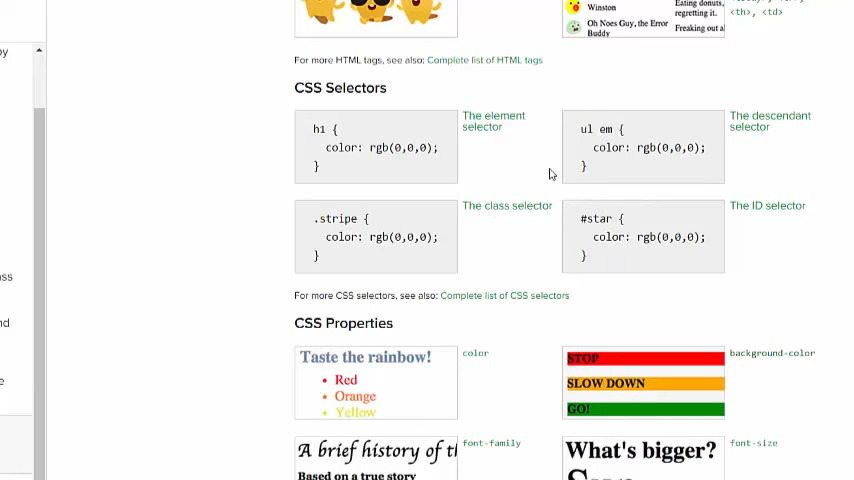 py
ass
nd
e
Winston
Eating donuts,
regretting it.
<th>, <td>
Oh Noes Guy, the Error
Buddy
Freaking out al
For more HTML tags, see also: Complete list of HTML tags
CSS Selectors
h1 {
color: rgb(0,0,0);
}
The element
selector
ul em {
color: rgb(0,0,0);
}
The descendant
selector
.stripe {
color: rgb(0,0,0);
}
The class selector
#star {
color: rgb(0,0,0);
}
The ID selector
For more CSS selectors, see also: Complete list of CSS selectors
CSS Properties
Taste the rainbow!
• Red
• Orange
• Yellow
color
STOP
SLOW DOWN
GO!
background-color
A brief history of th
Based on a true story
font-family
What's bigger?
font-size